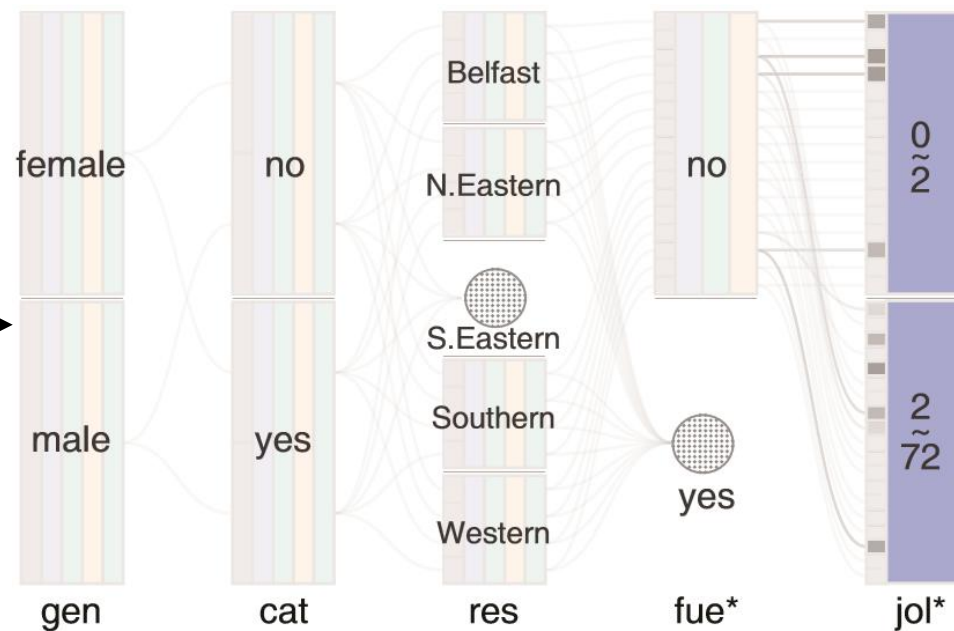 female
male
gen
no
yes
cat
Belfast
N.Eastern
S.Eastern
Southern
Western
res
no
yes
fue*
0
~
2
2
~
72
jol*